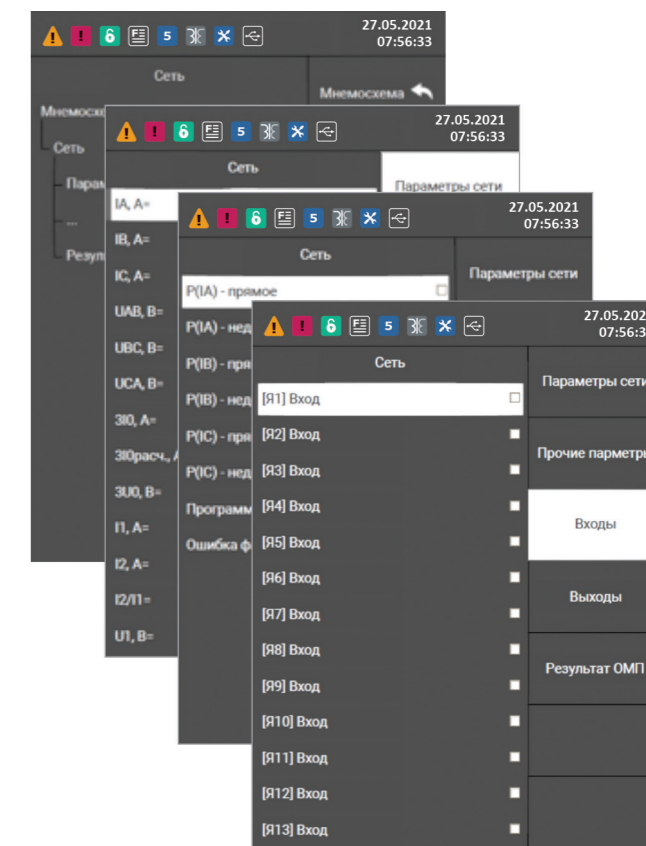 27.05.2021
07:56:33
Сеть
Мнемосхема
Сеть
27.05.2021
07:56:33
Сеть
Параметры сети
IA, A=
IB, A=
IC, A=
UAB, B=
UBC, B=
UCA, B=
3I0, A=
3I0расч.,
3U0, B=
I1, A=
I2, A=
I2/I1=
U1, B=
27.05.2021
07:56:33
Сеть
Параметры сети
P(IA) - прямое
P(IA) - нед
P(IB) - пря
P(IB) - нед
P(IC) - пря
P(IC) - нед
Программ
Ошибка ф
5
27.05.202
07:56:3
Сеть
Параметры сети
[Я1] Вход
[Я2] Вход
Прочие парметры
[Я3] Вход
[Я4] Вход
Входы
[Я5] Вход
[Я6] Вход
Выходы
[Я7] Вход
[Я8] Вход
Результат ОМП
[Я9] Вход
[Я10] Вход
[Я11] Вход
[Я12] Вход
[Я13] Вход